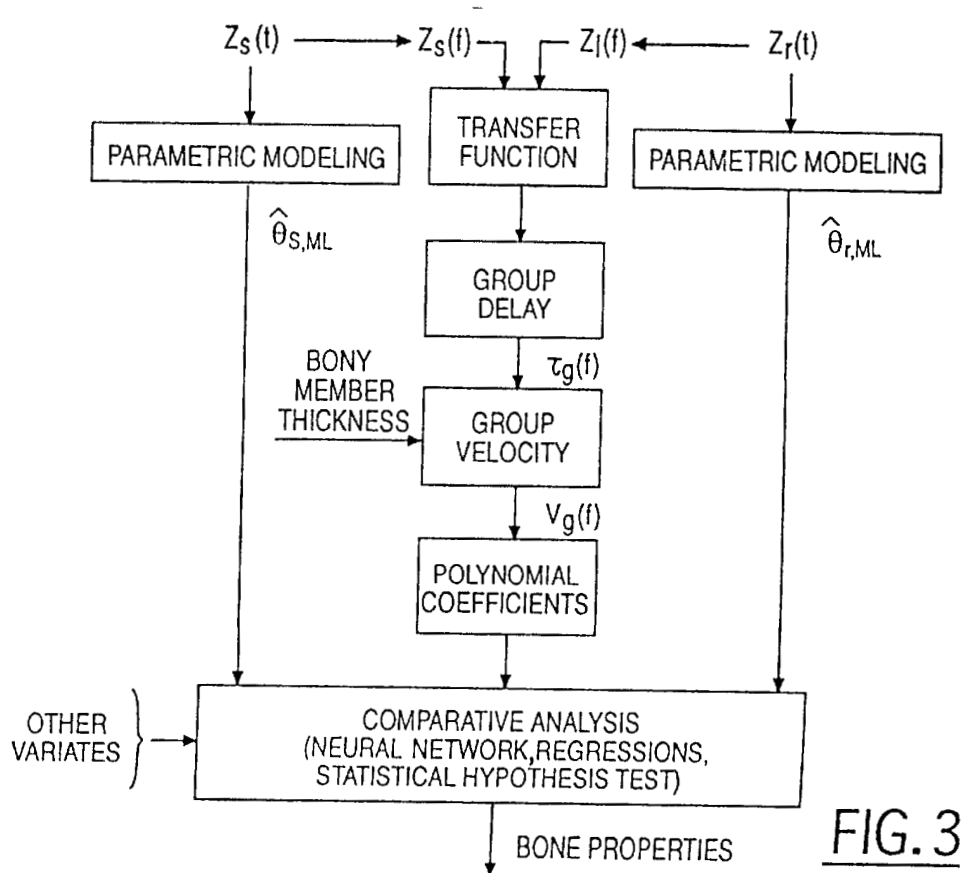 Zs(t) Zs(f) Zl(f) Zr(t)
TRANSFER
FUNCTION
PARAMETRIC MODELING
PARAMETRIC MODELING
θ̂S,ML
θ̂r,ML
GROUP
DELAY
τg(f)
BONY
MEMBER
THICKNESS
GROUP
VELOCITY
Vg(f)
POLYNOMIAL
COEFFICIENTS
OTHER
VARIATES
COMPARATIVE ANALYSIS
(NEURAL NETWORK,REGRESSIONS,
STATISTICAL HYPOTHESIS TEST)
BONE PROPERTIES
FIG. 3